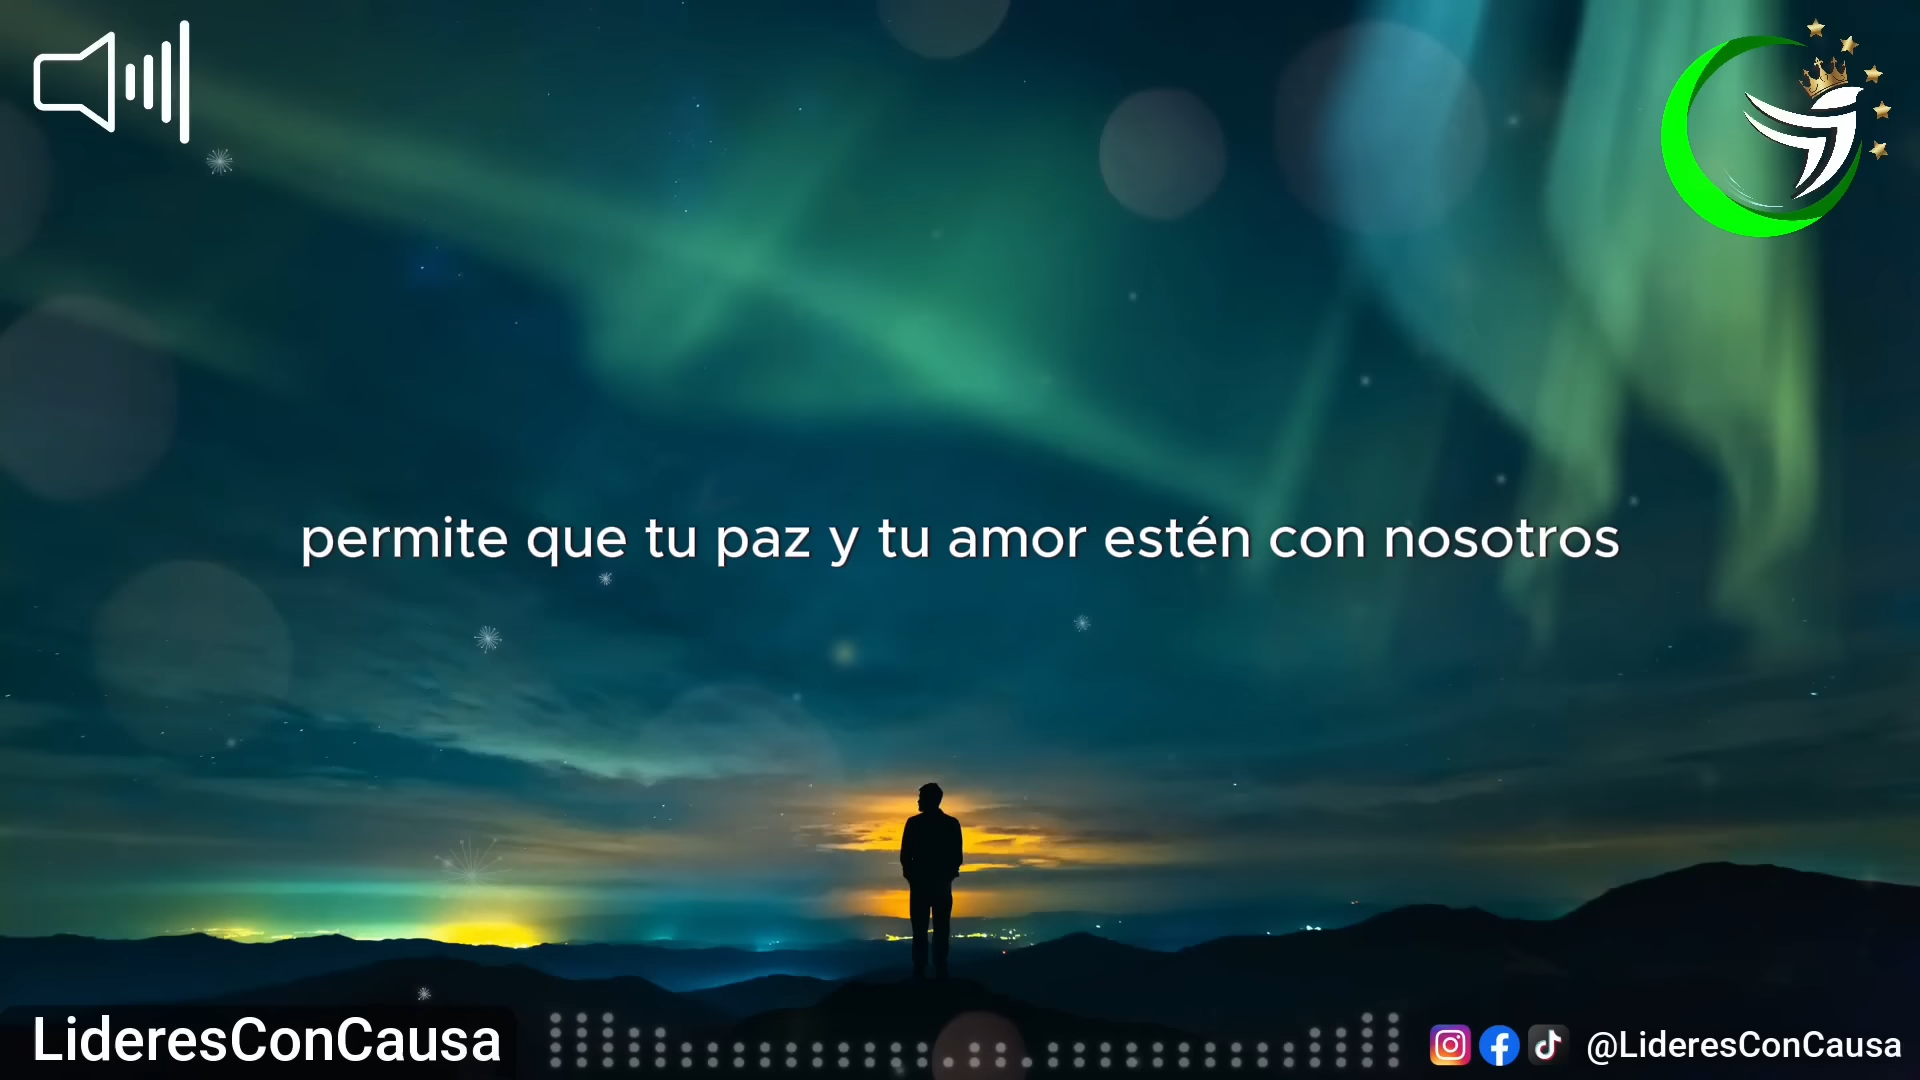 permite que tu paz y tu amor estén con nosotros
LideresConCausa
@LideresConCausa